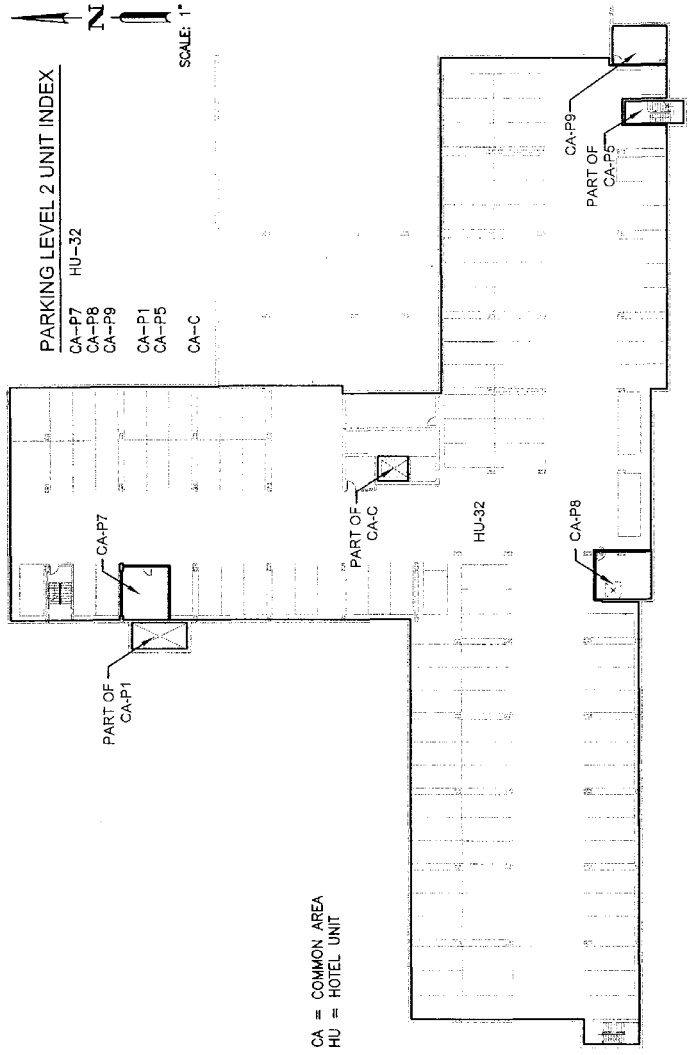 N
SCALE: 1"
PARKING LEVEL 2 UNIT INDEX
CA-P7 HU-32
CA-P8
CA-P9
CA-P1
CA-P5
CA-C
CA-P7
PART OF
CA-P1
PART OF
CA-C
HU-32
CA-P8
CA-P9
PART OF
CA-P5
CA = COMMON AREA
HU = HOTEL UNIT